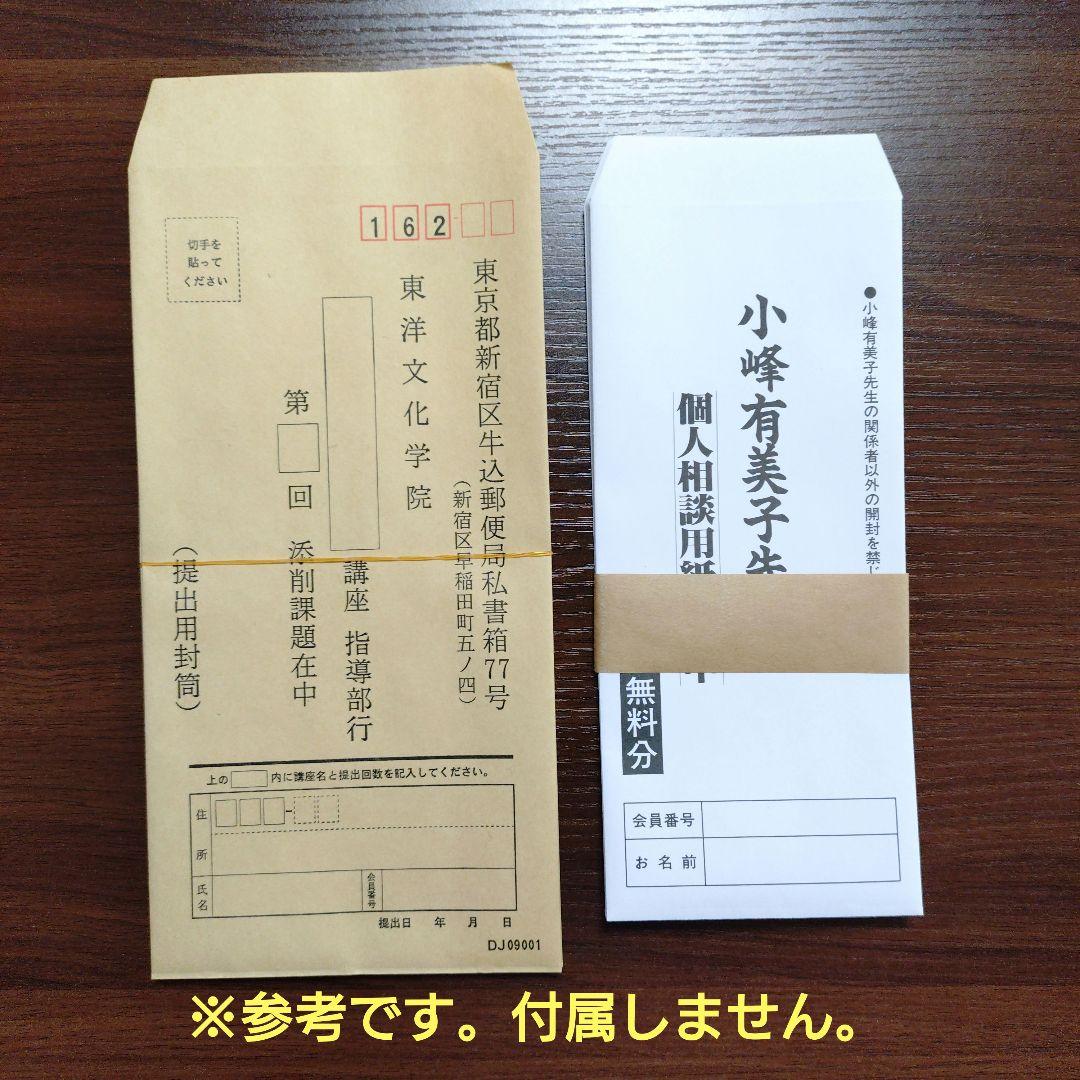 162
東京都新宿区牛込郵便局私書箱77号
(新宿区早稲田町五ノ四)
東洋文化学院
講座 指導部行
第 回 添削課題在中
(提出用封筒)
切手を
貼って
ください
上の 内に講座名と提出回数を記入してください。
住所
氏名
会員番号
提出日 年 月 日
DJ09001
●小峰有美子先生の関係者以外の開封を禁じ
小峰有美子先
個人相談用紙
無料分
会員番号
お名前
※参考です。付属しません。